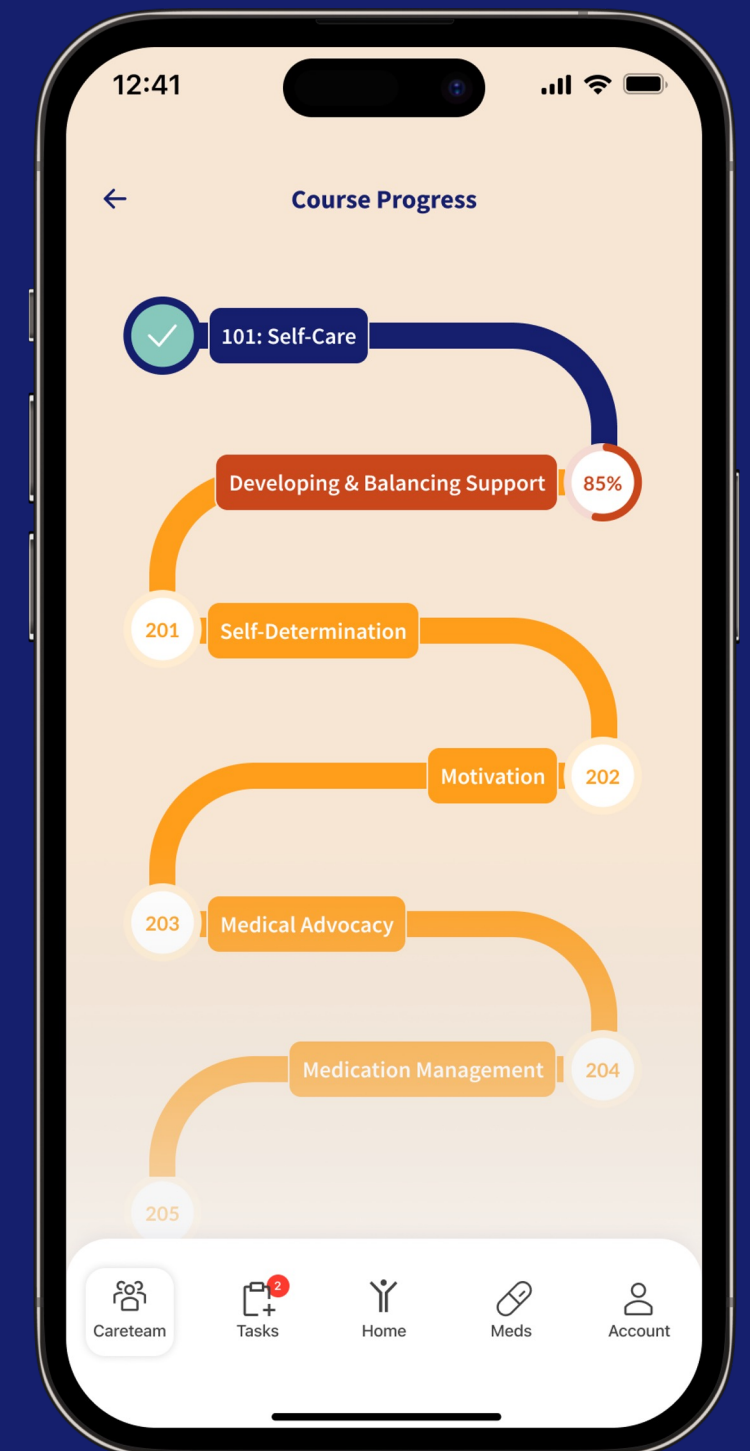 12:41
Course Progress
101: Self-Care
Developing & Balancing Support
85%
201
Self-Determination
Motivation
202
203
Medical Advocacy
Medication Management
204
205
2
Careteam
Tasks
Home
Meds
Account